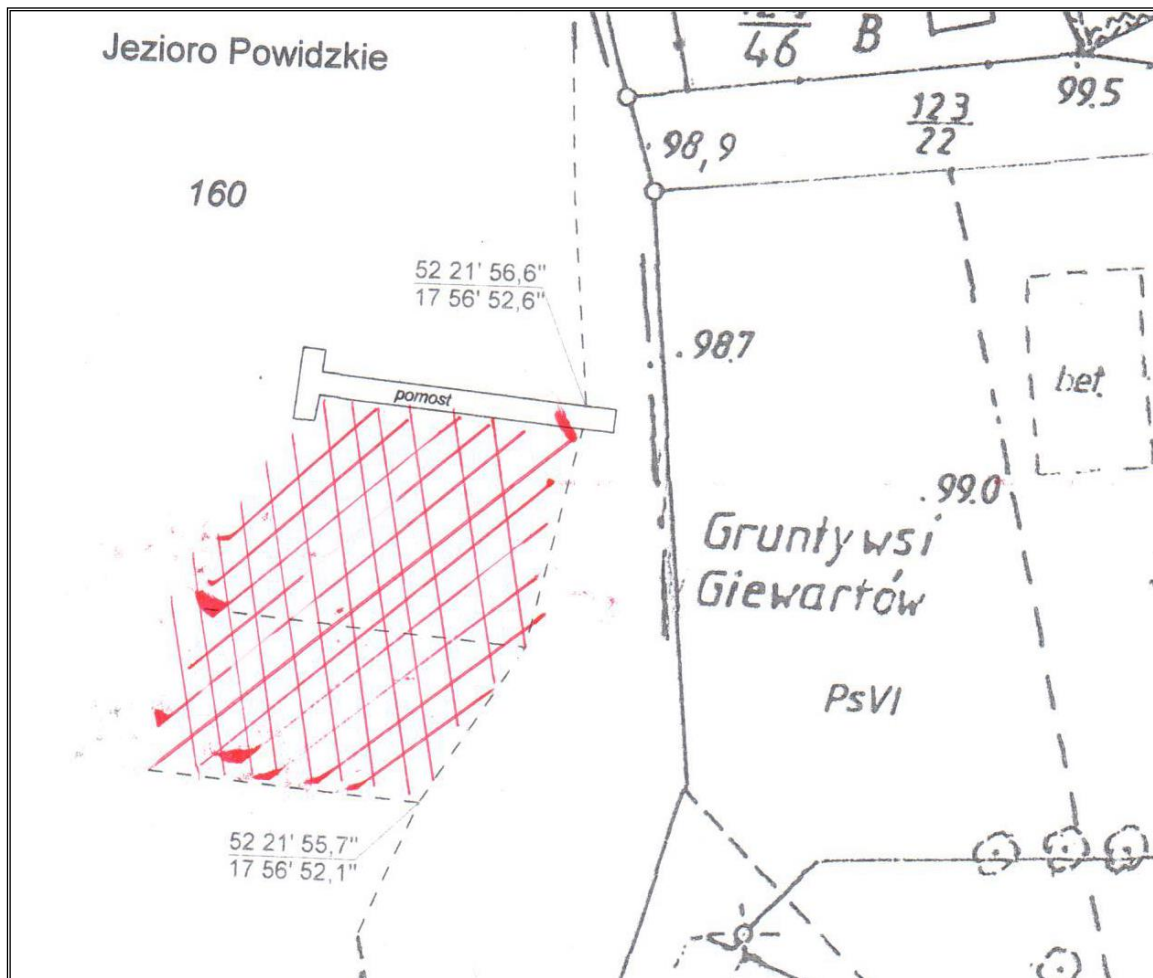 Jezioro Powidzkie
46
B
99.5
123
22
98,9
160
52 21' 56,6"
17 56' 52,6"
.98.7
pomost
bet.
.99.0
Grunty wsi
Giewartów
PsVI
52 21' 55,7"
17 56' 52,1"